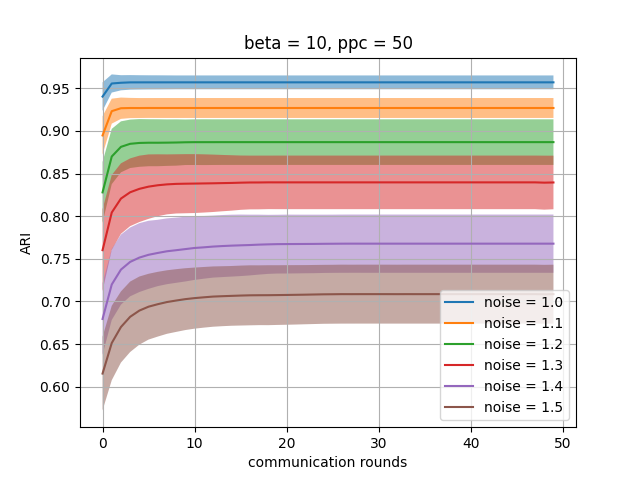 beta = 10, ppc = 50
ARI
0.95
0.90
0.85
0.80
0.75
0.70
0.65
0.60
noise = 1.0
noise = 1.1
noise = 1.2
noise = 1.3
noise = 1.4
noise = 1.5
0 10 20 30 40 50
communication rounds